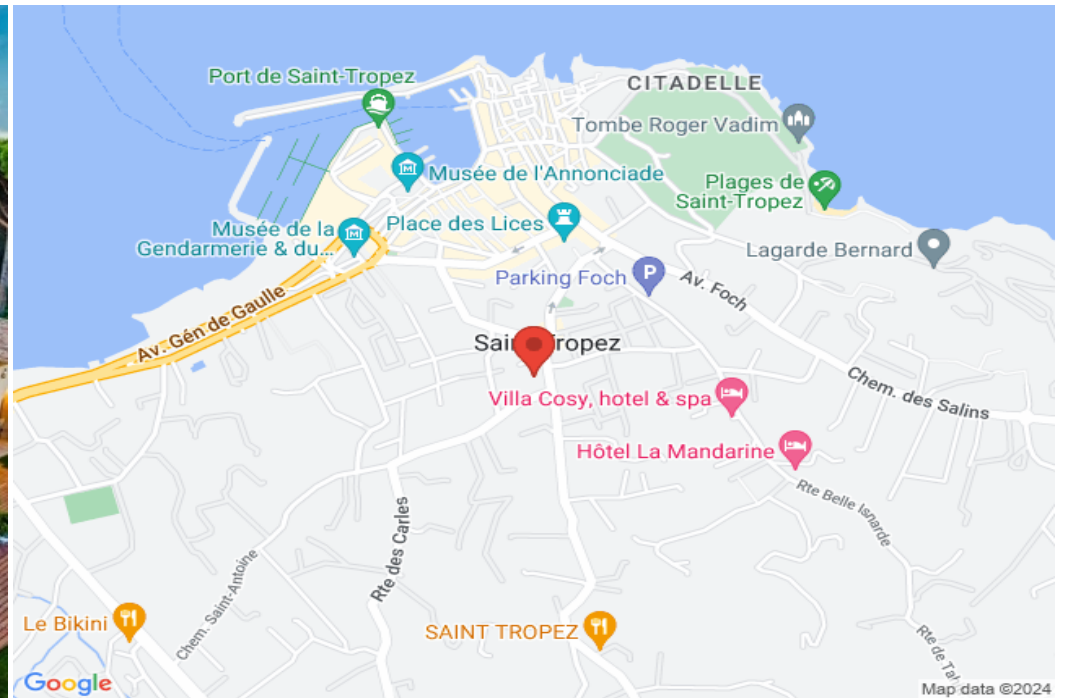 Port de Saint-Tropez
CITADELLE
Tombe Roger Vadim
Musée de l'Annonciade
Plages de
Saint-Tropez
Place des Lices
Musée de la
Gendarmerie & du...
Lagarde Bernard
Parking Foch
P
Av. Foch
Av. Gén de Gaulle
Saint-Tropez
Chem. des Salins
Villa Cosy, hotel & spa
Hôtel La Mandarine
Rte Belle Isnarde
Rte des Carles
Chem. Saint-Antoine
Le Bikini
SAINT TROPEZ
Rte de
Google
Map data ©2024